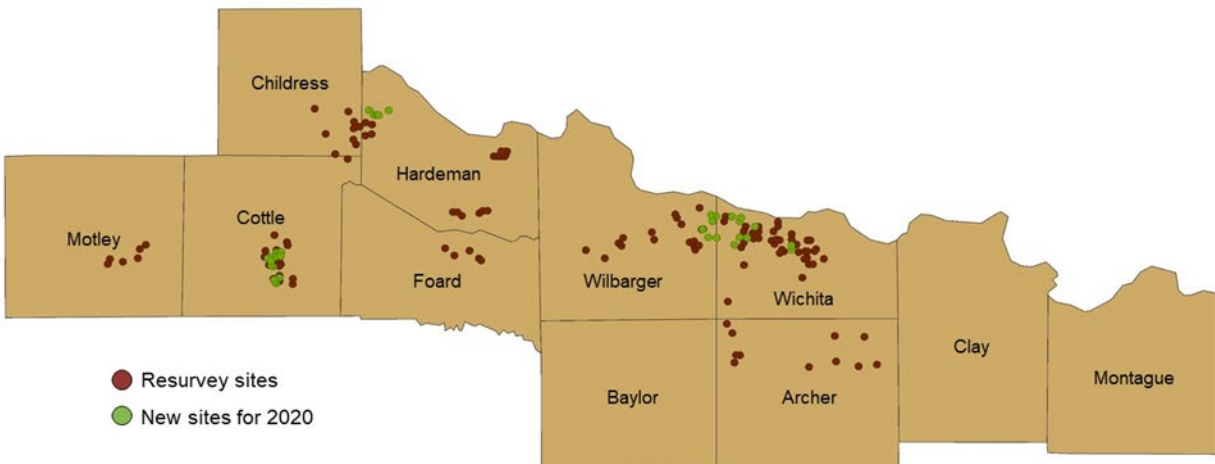 Childress
Hardeman
Cottle
Motley
Foard
Wilbarger
Wichita
Clay
Montague
Baylor
Archer
Resurvey sites
New sites for 2020